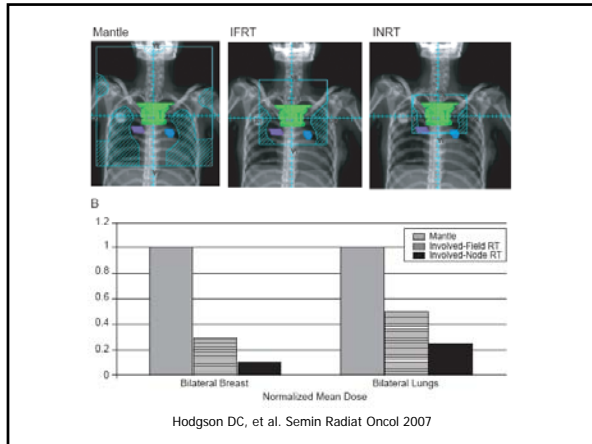 Mantle IFRT INRT
B
1.2
1
0.8
0.6
0.4
0.2
0
Mantle
Involved-Field RT
Involved-Node RT
Bilateral Breast Bilateral Lungs
Normalized Mean Dose
Hodgson DC, et al. Semin Radiat Oncol 2007